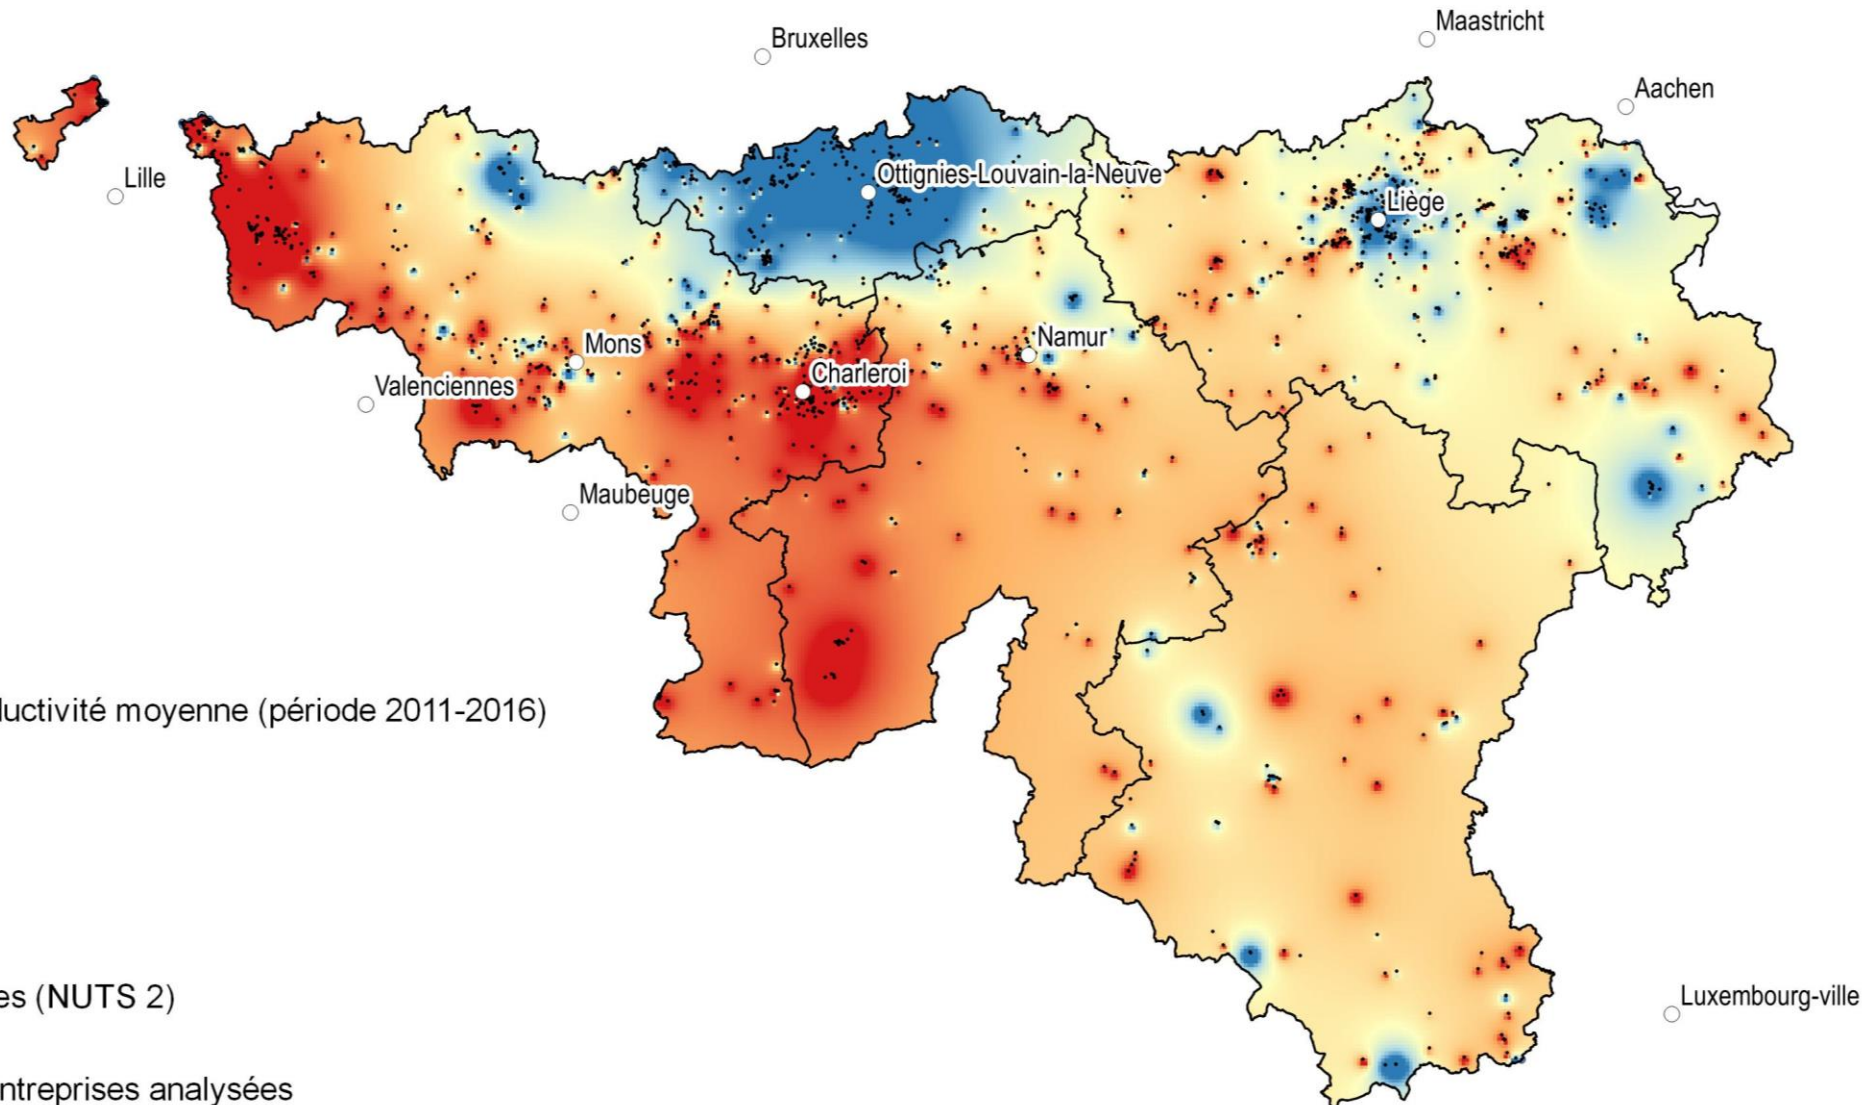 Maastricht
Bruxelles
Aachen
Lille
Ottignies-Louvain-la-Neuve
Liège
Mons
Namur
Charleroi
Valenciennes
Maubeuge
ductivité moyenne (période 2011-2016)
es (NUTS 2)
Luxembourg-ville
ntreprises analysées